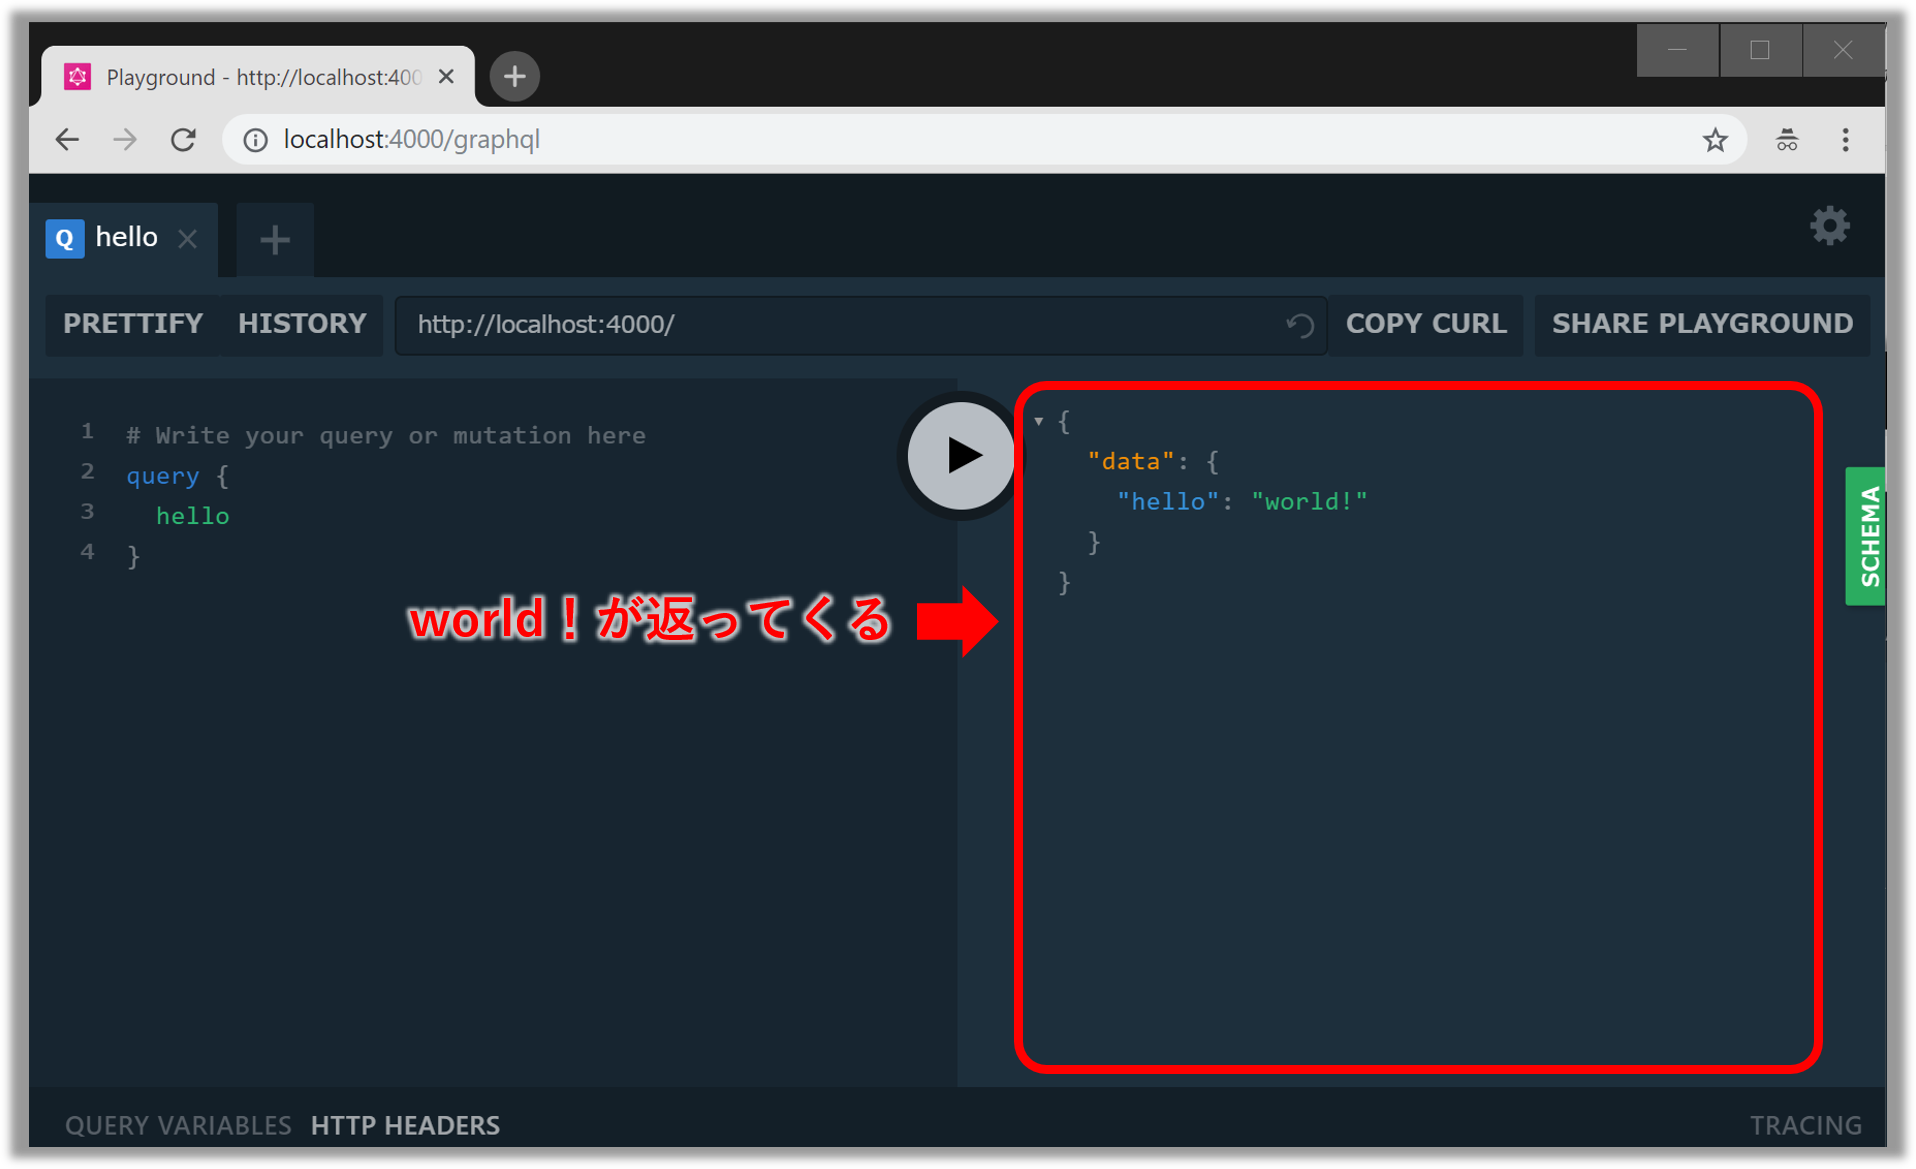 Playground - http://localhost:400
localhost:4000/graphql
Q hello
PRETTIFY HISTORY http://localhost:4000/ COPY CURL SHARE PLAYGROUND
1 # Write your query or mutation here
2 query {
3 hello
4 }
{
"data": {
"hello": "world!"
}
}
world！が返ってくる
SCHEMA
QUERY VARIABLES HTTP HEADERS
TRACING